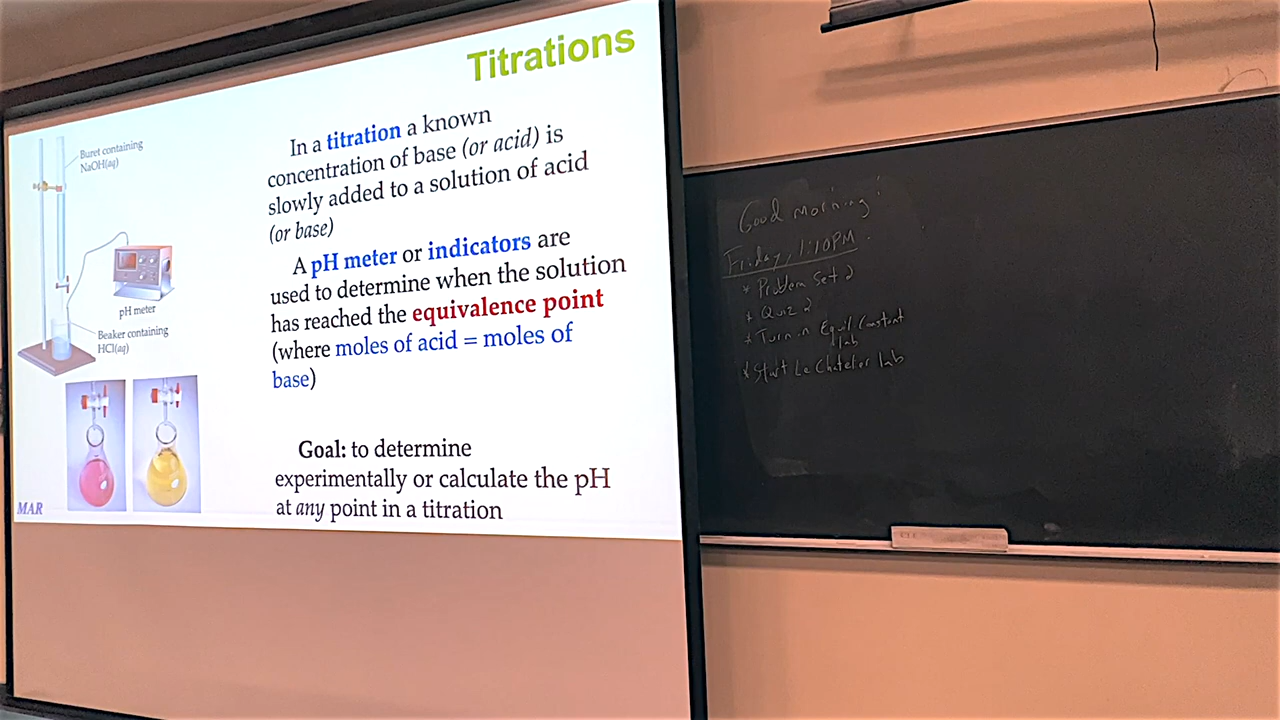 Titrations
In a titration a known
concentration of base (or acid) is
slowly added to a solution of acid
(or base)
A pH meter or indicators are
used to determine when the solution
has reached the equivalence point
(where moles of acid = moles of
base)
Goal: to determine
experimentally or calculate the pH
at any point in a titration
Buret containing
NaOH(aq)
pH meter
Beaker containing
HCl(aq)
MAR
Good morning!
Friday, 1:10PM
* Problem Set 2
* Quiz 2
* Turn in Equil Constant
lab
* Start Le Chatelier lab